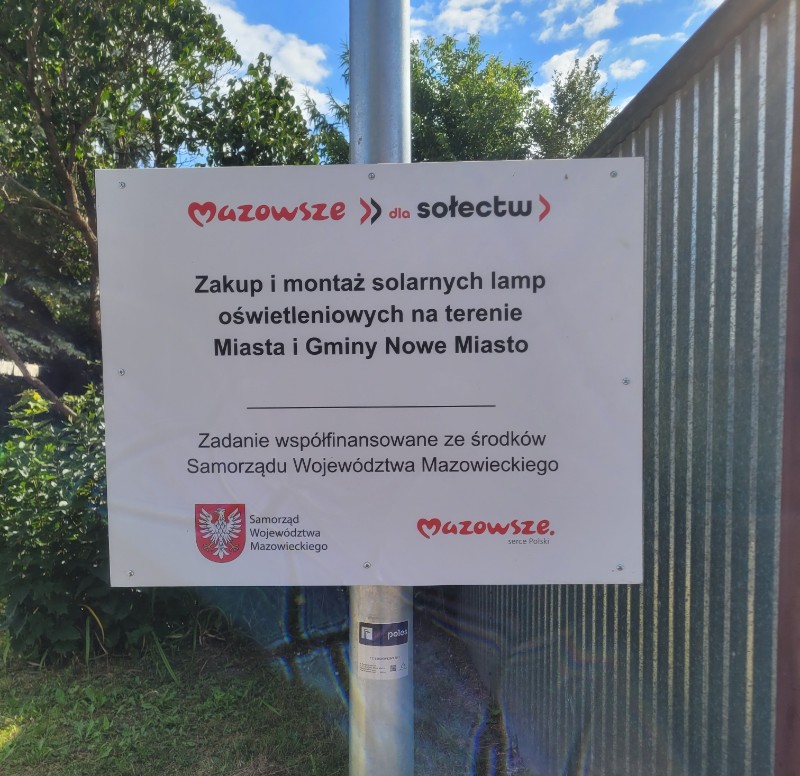 mazowsze dla sołectw
Zakup i montaż solarnych lamp
oświetleniowych na terenie
Miasta i Gminy Nowe Miasto
Zadanie współfinansowane ze środków
Samorządu Województwa Mazowieckiego
Samorząd
Województwa
Mazowieckiego
mazowsze.
serce Polski